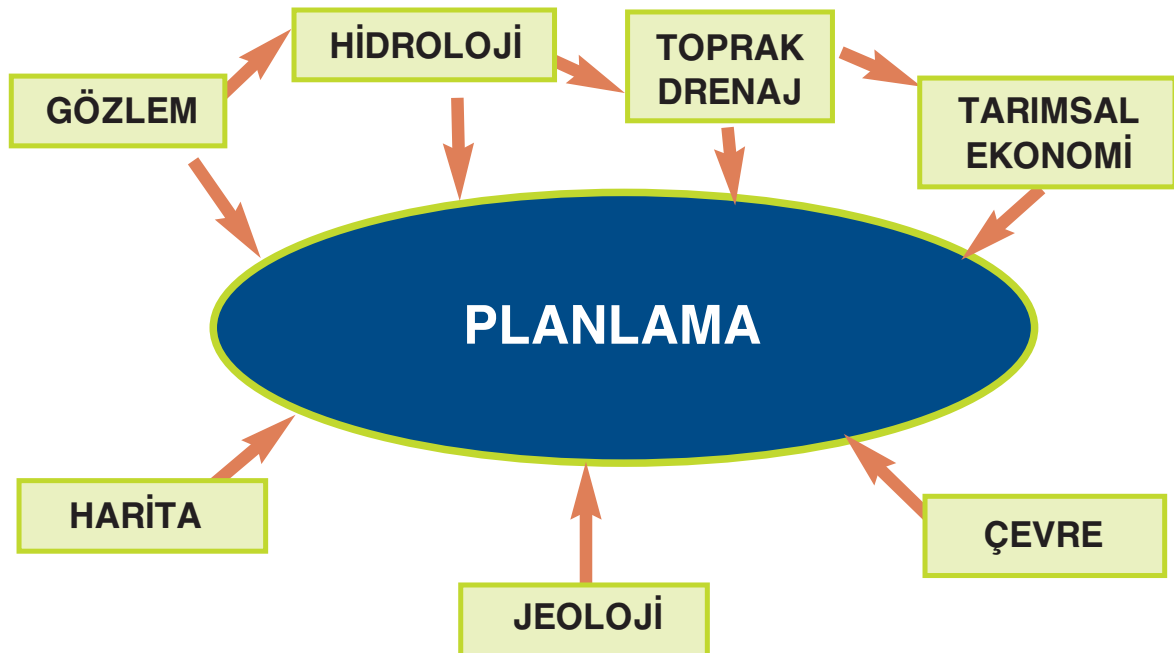 GÖZLEM
HİDROLOJİ
TOPRAK
DRENAJ
TARIMSAL
EKONOMİ
PLANLAMA
HARİTA
JEOLOJİ
ÇEVRE